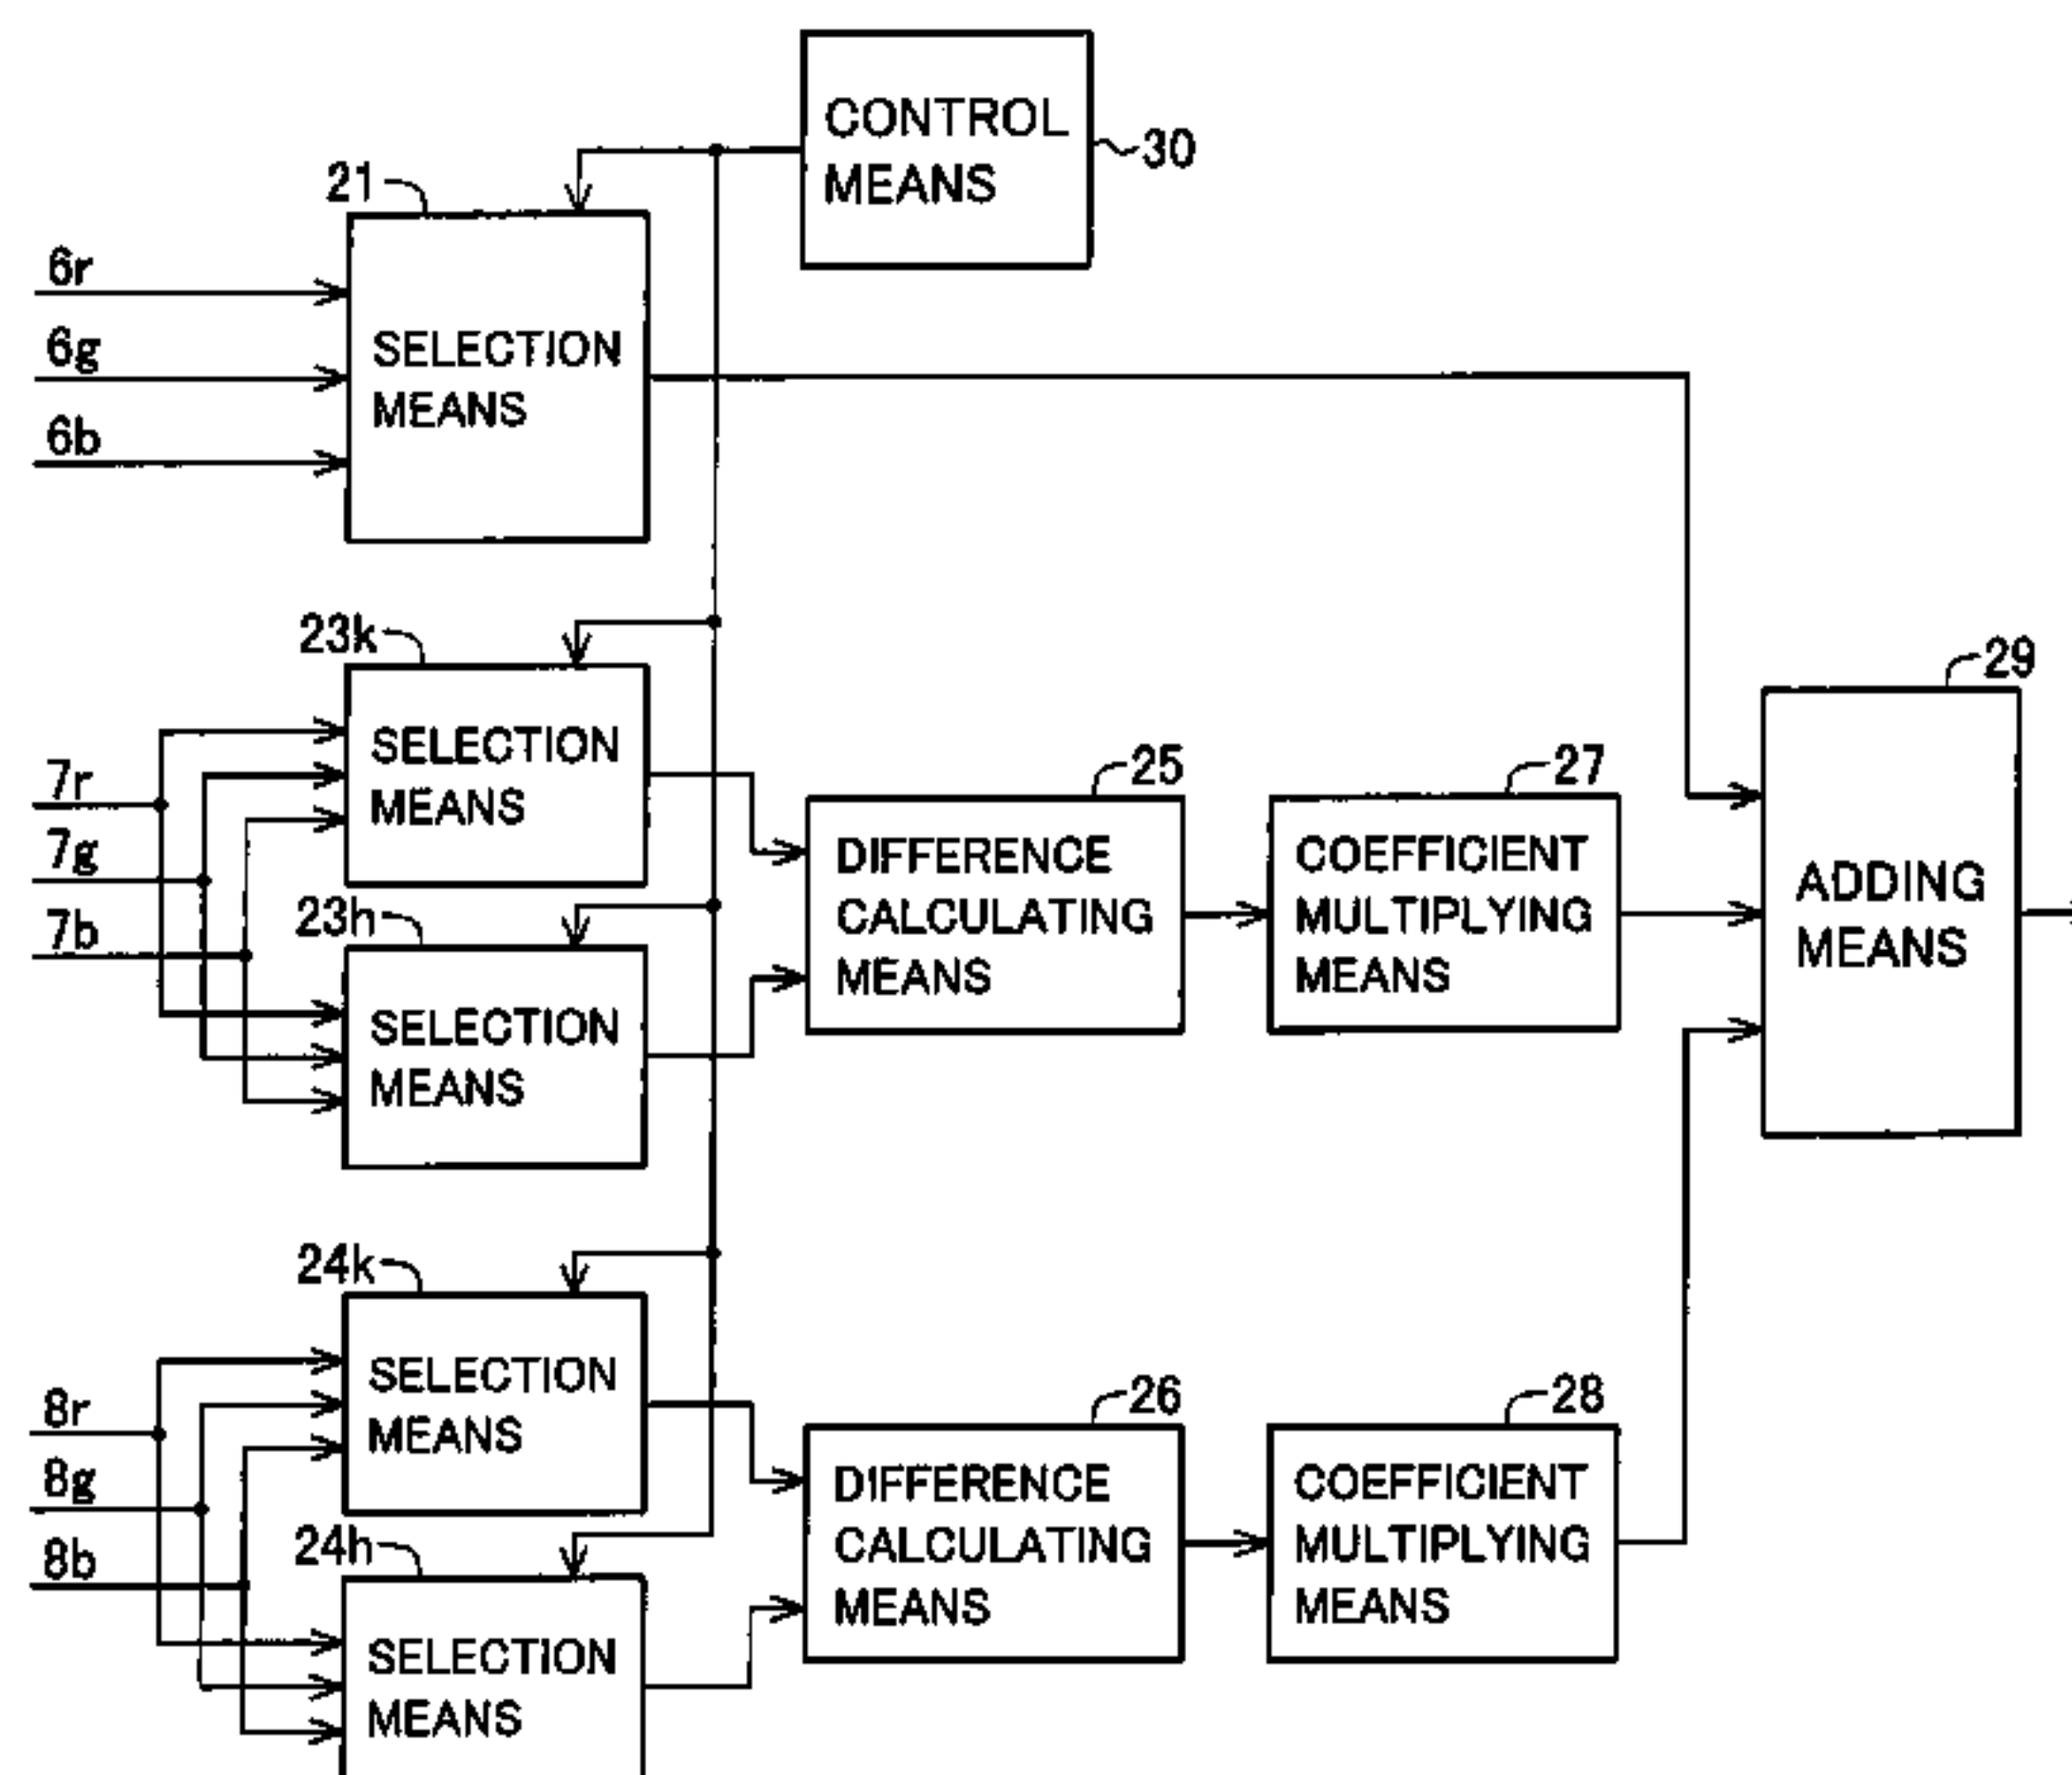 CONTROL
MEANS
30
21
6r
6g
6b
SELECTION
MEANS
23k
7r
7g
7b
SELECTION
MEANS
23h
SELECTION
MEANS
25
DIFFERENCE
CALCULATING
MEANS
27
COEFFICIENT
MULTIPLYING
MEANS
29
ADDING
MEANS
24k
8r
8g
8b
SELECTION
MEANS
24h
SELECTION
MEANS
26
DIFFERENCE
CALCULATING
MEANS
28
COEFFICIENT
MULTIPLYING
MEANS